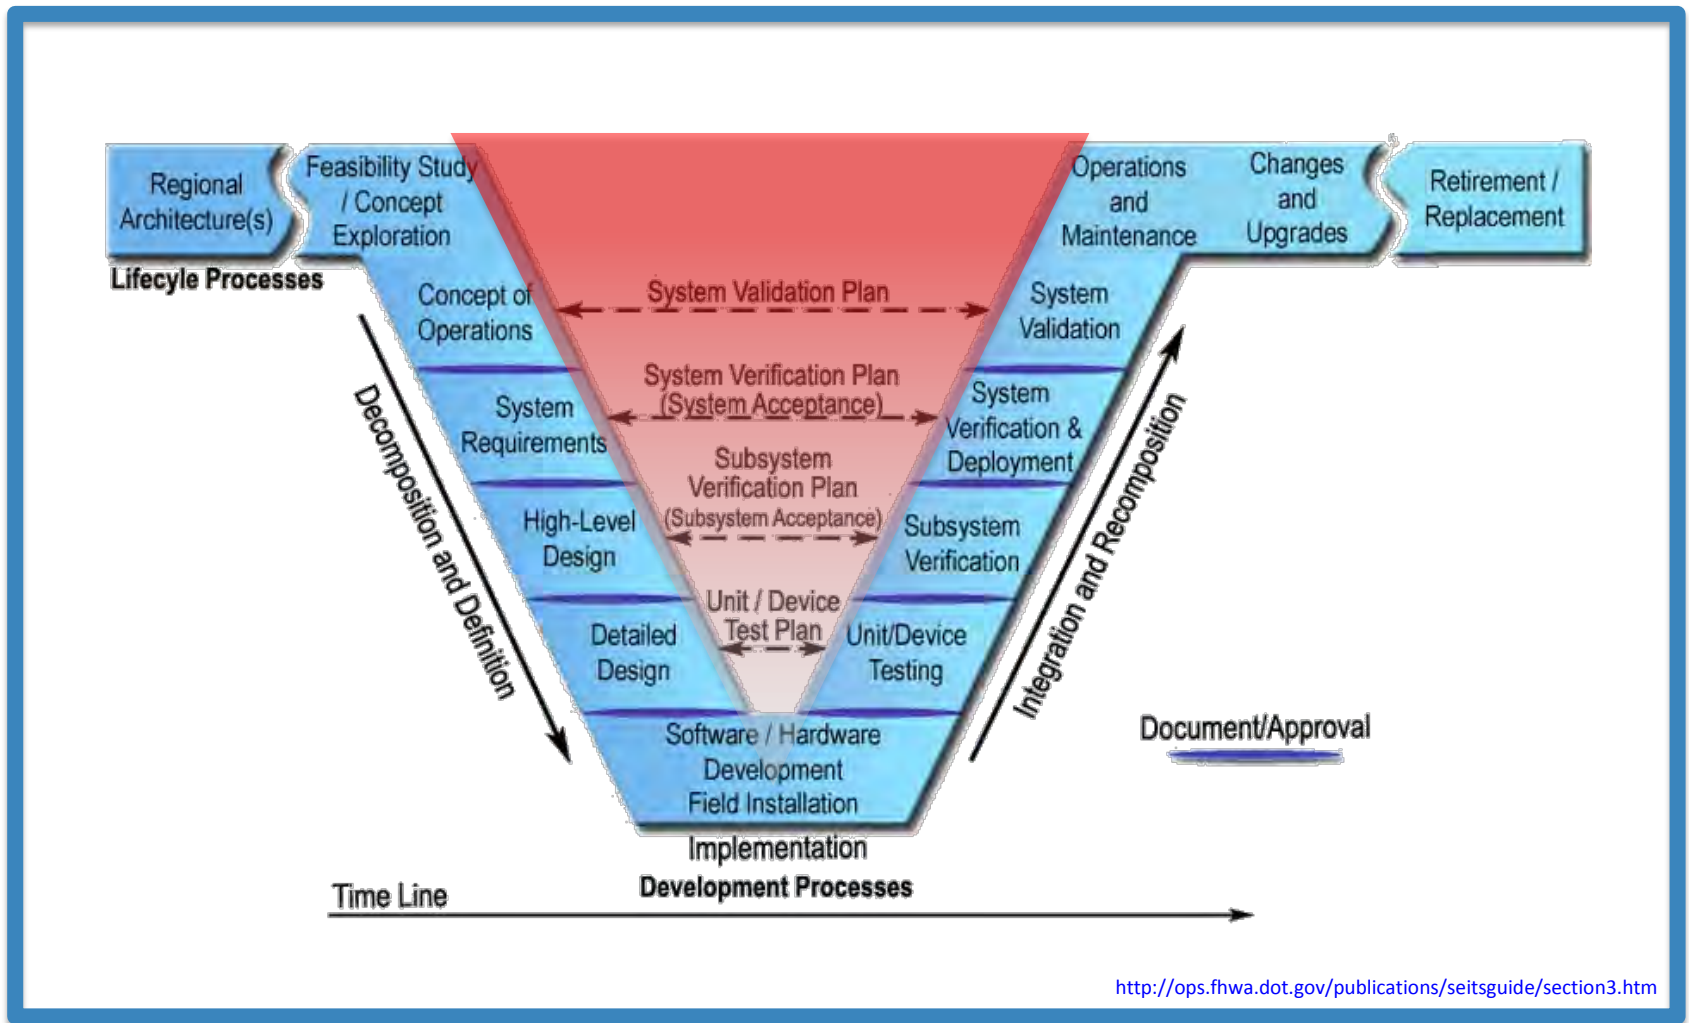 Regional
Architecture(s)
Feasibility Study
/ Concept
Exploration
Operations
and
Maintenance
Changes
and
Upgrades
Retirement /
Replacement
Lifecyle Processes
Concept of
Operations
System Validation Plan
System
Validation
System Requirements
System Verification Plan
(System Acceptance)
System
Verification &
Deployment
High-Level
Design
Subsystem
Verification Plan
(Subsystem Acceptance)
Subsystem
Verification
Detailed
Design
Unit / Device
Test Plan
Unit/Device
Testing
Decomposition and Definition
Integration and Recomposition
Software / Hardware
Development
Field Installation
Document/Approval
Implementation
Development Processes
Time Line
http://ops.fhwa.dot.gov/publications/seitsguide/section3.htm